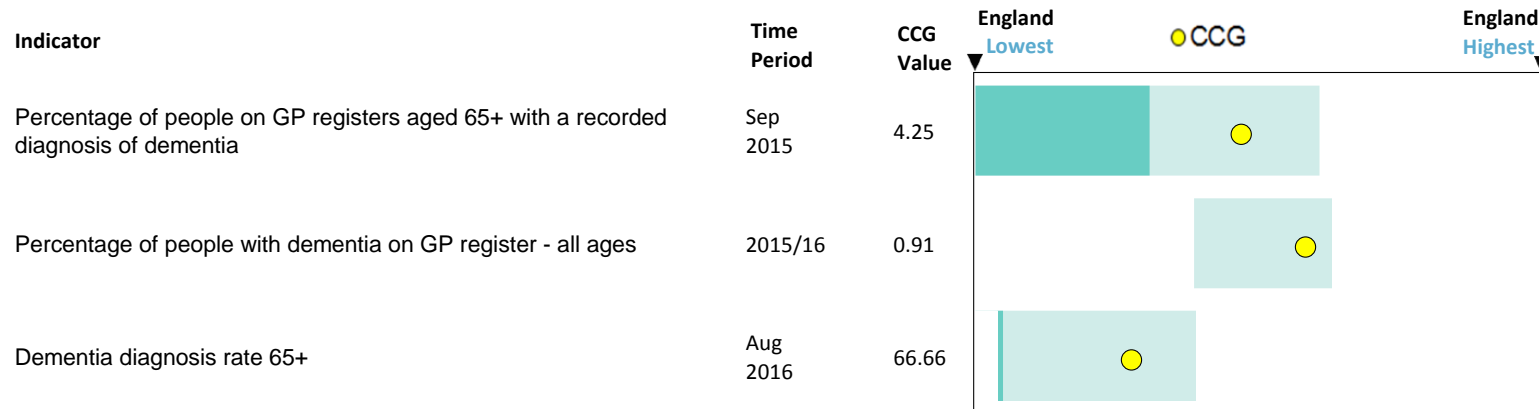 Indicator
Time
Period
CCG
Value
England
Lowest
CCG
England
Highest
Percentage of people on GP registers aged 65+ with a recorded
diagnosis of dementia
Sep
2015
4.25
Percentage of people with dementia on GP register - all ages
2015/16
0.91
Dementia diagnosis rate 65+
Aug
2016
66.66